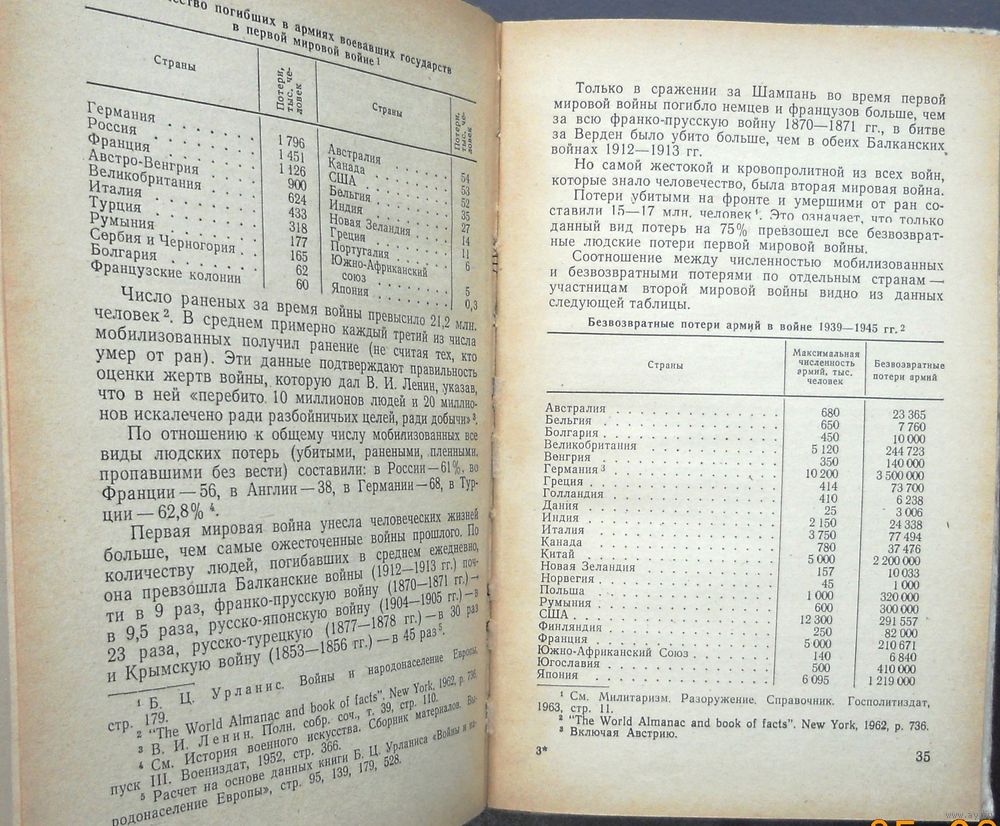 ество погибших в армиях воевавших государств
в первой мировой войне 1
Страны Потери, тыс. человек Страны Потери, тыс. человек
Германия 1 796 Австралия 54
Россия 1 451 Канада 53
Франция 1 126 США 52
Австро-Венгрия 900 Бельгия 35
Великобритания 624 Индия 27
Италия 433 Новая Зеландия 14
Турция 318 Греция 11
Румыния 177 Португалия 6
Сербия и Черногория 165 Южно-Африканский
Болгария 62 союз 5
Французские колонии 60 Япония 0,3
Число раненых за время войны превысило 21,2 млн.
человек 2. В среднем примерно каждый третий из числа
мобилизованных получил ранение (не считая тех, кто
умер от ран). Эти данные подтверждают правильность
оценки жертв войны, которую дал В. И. Ленин, указав,
что в ней «перебито 10 миллионов людей и 20 миллио-
нов искалечено ради разбойничьих целей, ради добычи» 3.
По отношению к общему числу мобилизованных все
виды людских потерь (убитыми, ранеными, пленными,
пропавшими без вести) составили: в России — 61%, во
Франции — 56, в Англии — 38, в Германии — 68, в Тур-
ции — 62,8% 4.
Первая мировая война унесла человеческих жизней
больше, чем самые ожесточенные войны прошлого. По
количеству людей, погибавших в среднем ежедневно,
она превзошла Балканские войны (1912—1913 гг.) поч-
ти в 9 раз, франко-прусскую войну (1870—1871 гг.) —
в 9,5 раза, русско-японскую войну (1904—1905 гг.) — в
23 раза, русско-турецкую (1877—1878 гг.) — в 30 раз
и Крымскую войну (1853—1856 гг.) — в 45 раз 5.
1 Б. Ц. Урланис. Войны и народонаселение Европы,
стр. 179.
2 "The World Almanac and book of facts". New York, 1962, p. 736.
3 В. И. Ленин. Полн. собр. соч., т. 39, стр. 110.
4 См. История военного искусства. Сборник материалов. Вы-
пуск III. Воениздат, 1952, стр. 366.
5 Расчет на основе данных книги Б. Ц. Урланиса «Войны и на-
родонаселение Европы», стр. 95, 139, 179, 528.
Только в сражении за Шампань во время первой
мировой войны погибло немцев и французов больше, чем
за всю франко-прусскую войну 1870—1871 гг., в битве
за Верден было убито больше, чем в обеих Балканских
войнах 1912—1913 гг.
Но самой жестокой и кровопролитной из всех войн,
которые знало человечество, была вторая мировая война.
Потери убитыми на фронте и умершими от ран со-
ставили 15—17 млн. человек 1. Это означает, что только
данный вид потерь на 75% превзошел все безвозврат-
ные людские потери первой мировой войны.
Соотношение между численностью мобилизованных
и безвозвратными потерями по отдельным странам —
участницам второй мировой войны видно из данных
следующей таблицы.
Безвозвратные потери армий в войне 1939—1945 гг. 2
Страны Максимальная численность армий, тыс. человек Безвозвратные потери армий
Австралия 680 23 365
Бельгия 650 7 760
Болгария 450 10 000
Великобритания 5 120 244 723
Венгрия 350 140 000
Германия 3 10 200 3 500 000
Греция 414 73 700
Голландия 410 6 238
Дания 25 3 006
Индия 2 150 24 338
Италия 3 750 77 494
Канада 780 37 476
Китай 5 000 2 200 000
Новая Зеландия 157 10 033
Норвегия 45 1 000
Польша 1 000 320 000
Румыния 600 300 000
США 12 300 291 557
Финляндия 250 82 000
Франция 5 000 210 671
Южно-Африканский Союз 140 6 840
Югославия 500 410 000
Япония 6 095 1 219 000
1 См. Милитаризм. Разоружение. Справочник. Госполитиздат,
1963, стр. 11.
2 "The World Almanac and book of facts". New York, 1962, p. 736.
3 Включая Австрию.
3*
35